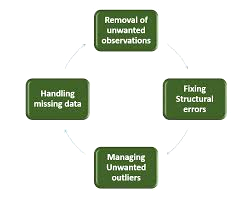 Removal of
unwanted
observations
Handling
missing data
Fixing
Structural
errors
Managing
Unwanted
outliers